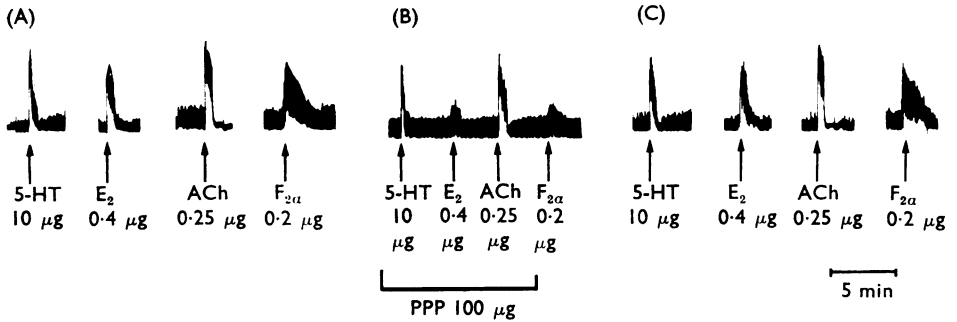 (A)
(B)
(C)
5-HT E₂ ACh F₂α
10 µg 0·4 µg 0·25 µg 0·2 µg
5-HT E₂ ACh F₂α
10 0·4 0·25 0·2
µg µg µg µg
PPP 100 µg
5-HT E₂ ACh F₂α
10 µg 0·4 µg 0·25 µg 0·2 µg
5 min